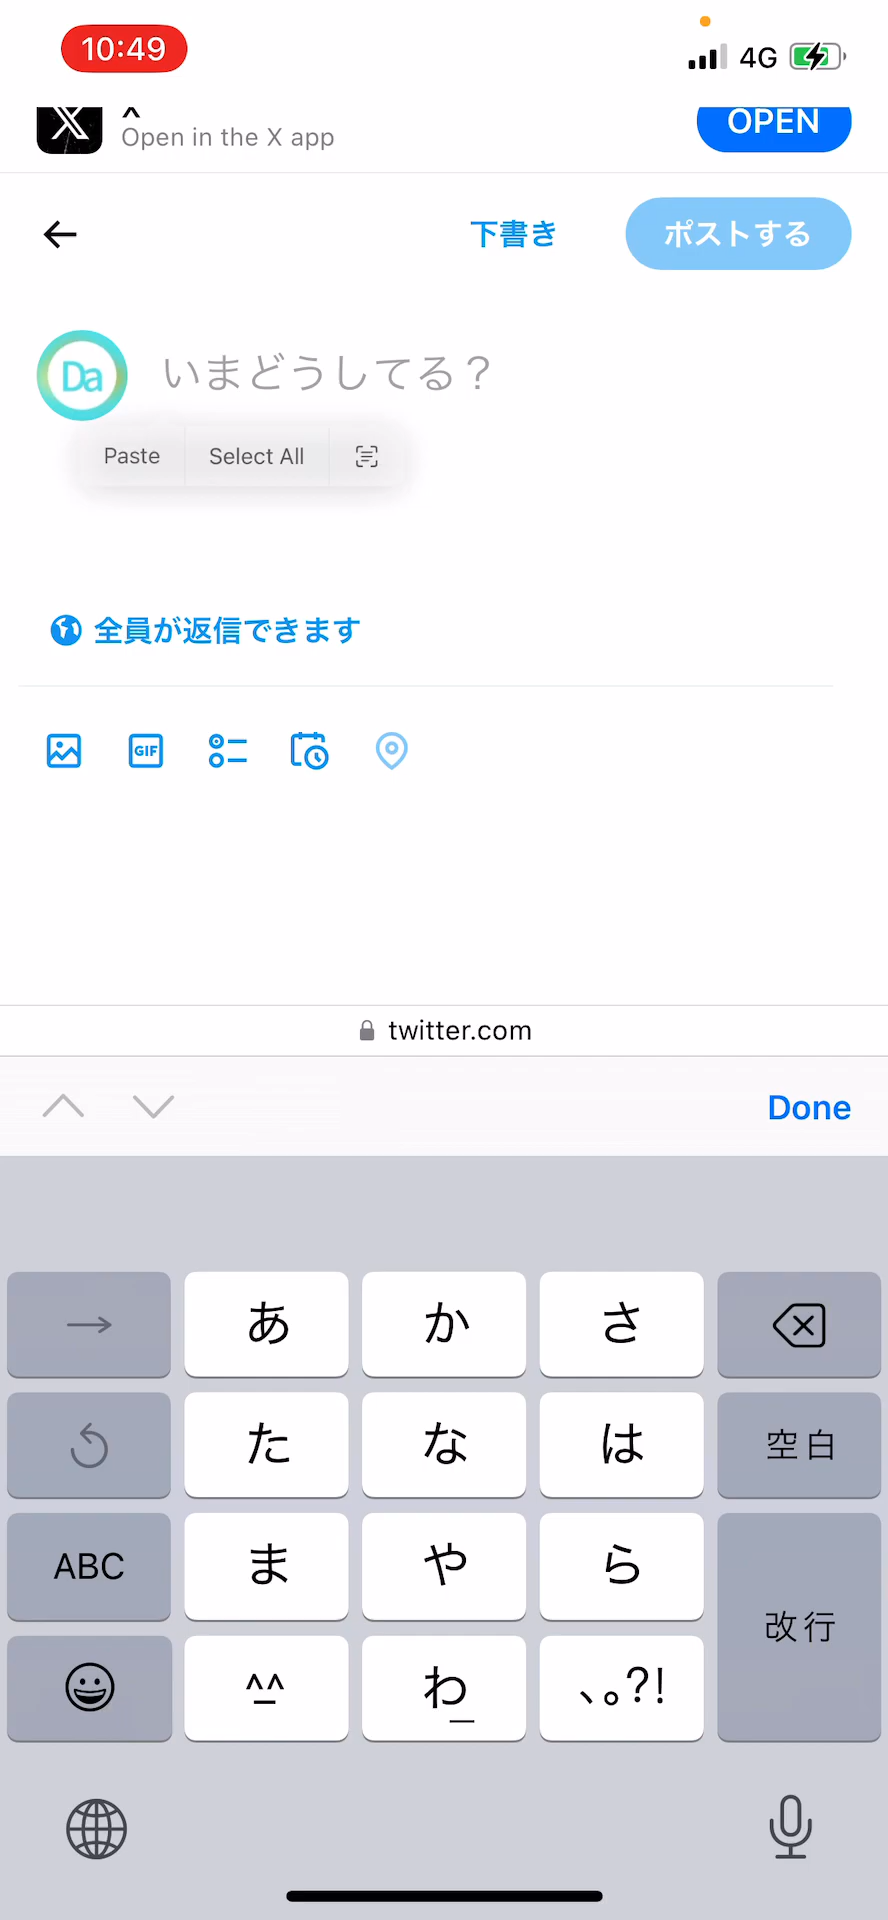 10:49
4G
Open in the X app
OPEN
下書き
ポストする
Da
いまどうしてる？
Paste
Select All
全員が返信できます
GIF
twitter.com
Done
→
あ
か
さ
た
な
は
空白
ABC
ま
や
ら
改行
^_^
わ_
、。?!